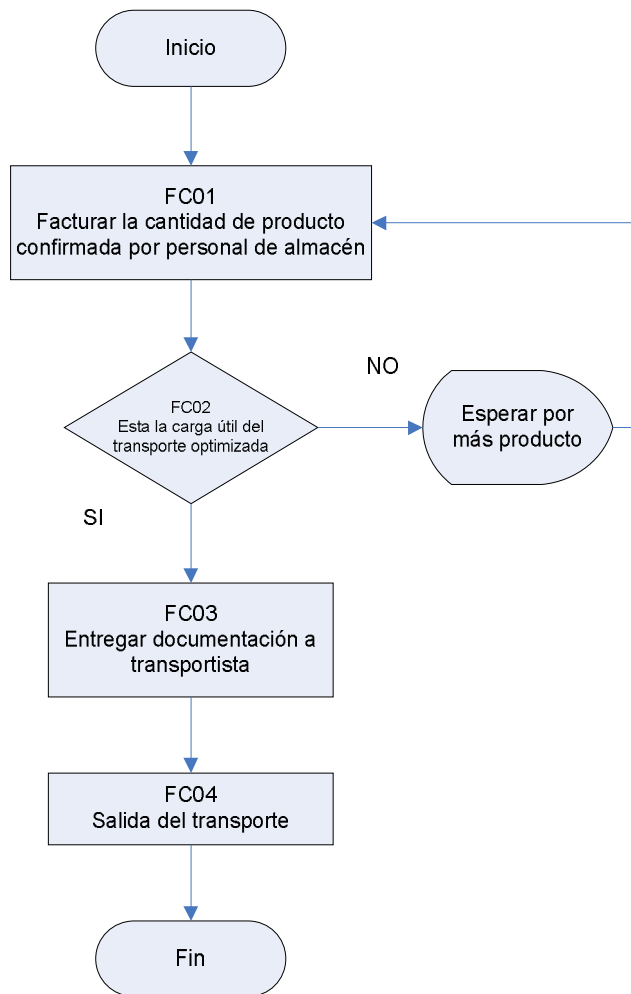 Inicio
FC01
Facturar la cantidad de producto
confirmada por personal de almacén
NO
FC02
Esta la carga útil del
transporte optimizada
Esperar por
más producto
SI
FC03
Entregar documentación a
transportista
FC04
Salida del transporte
Fin